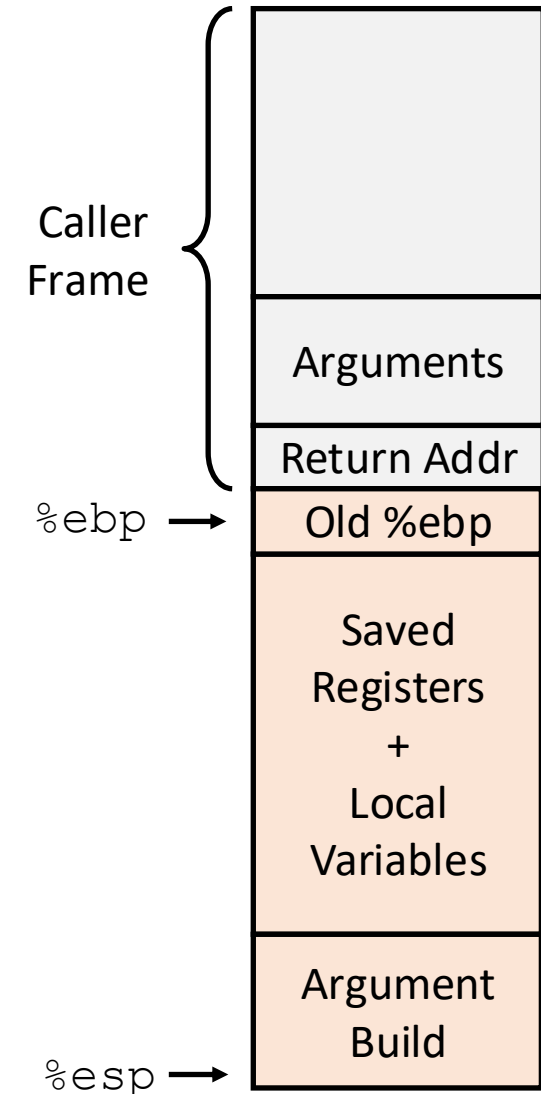 Caller
Frame
Arguments
Return Addr
%ebp
Old %ebp
Saved
Registers
+
Local
Variables
Argument
Build
%esp